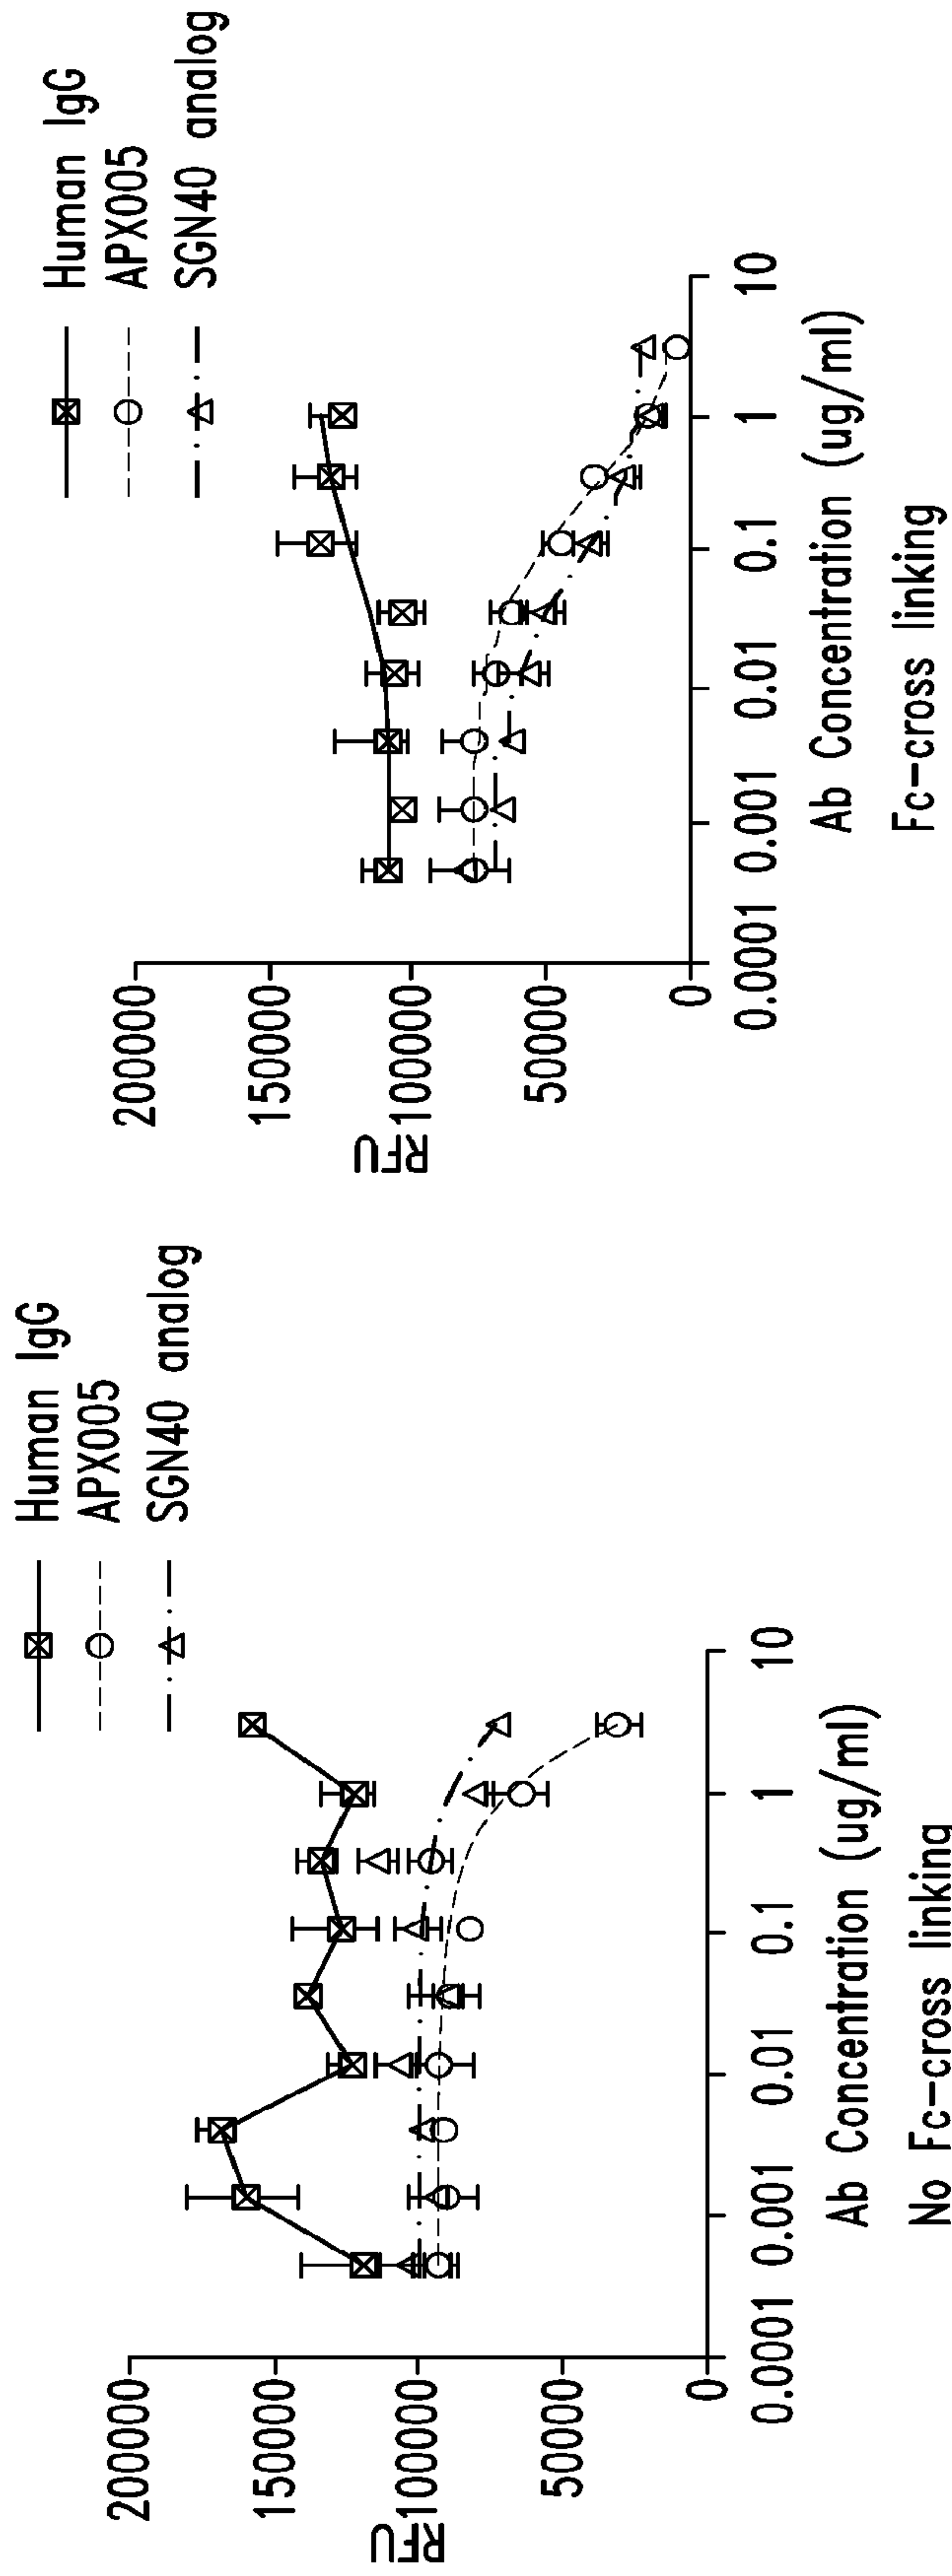 Human IgG
APX005
SGN40 analog
RFU
200000
150000
100000
50000
0
0.0001 0.001 0.01 0.1 1 10
Ab Concentration (ug/ml)
No Fc-cross linking
Human IgG
APX005
SGN40 analog
RFU
200000
150000
100000
50000
0
0.0001 0.001 0.01 0.1 1 10
Ab Concentration (ug/ml)
Fc-cross linking